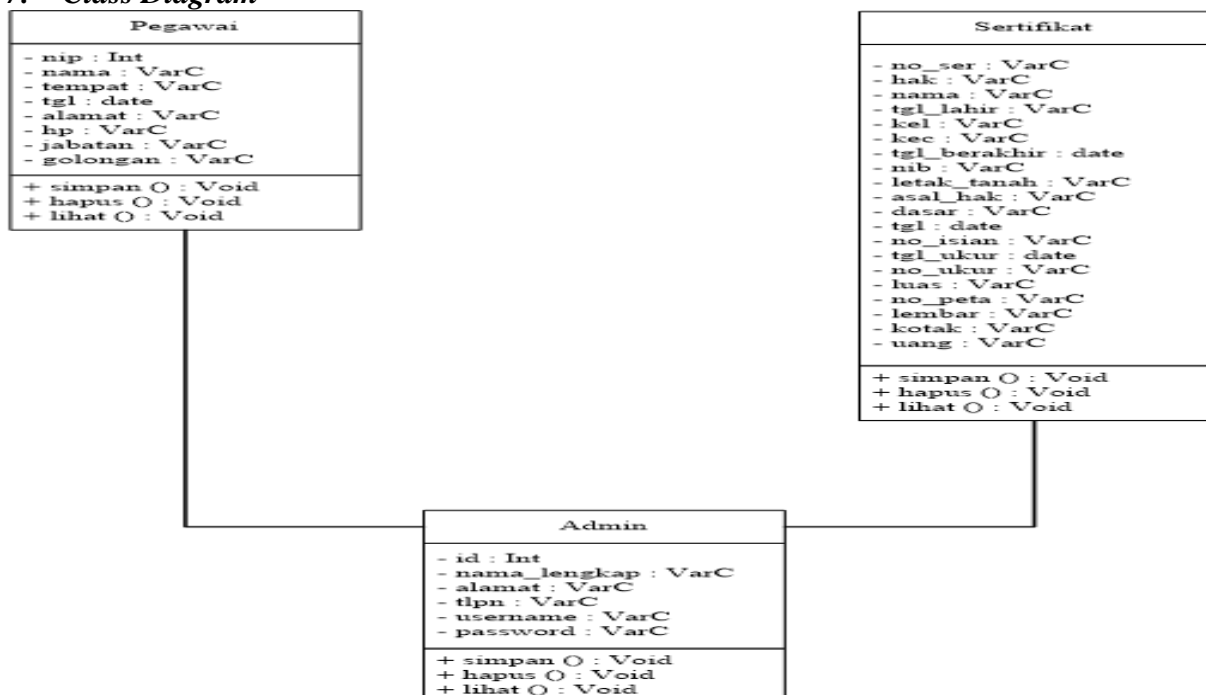 7. Class Diagram
Pegawai
- nip : Int
- nama : VarC
- tempat : VarC
- tgl : date
- alamat : VarC
- hp : VarC
- jabatan : VarC
- golongan : VarC
+ simpan () : Void
+ hapus () : Void
+ lihat () : Void
Sertifikat
- no_ser : VarC
- hak : VarC
- nama : VarC
- tgl_lahir : VarC
- kel : VarC
- kec : VarC
- tgl_berakhir : date
- nib : VarC
- letak_tanah : VarC
- asal_hak : VarC
- dasar : VarC
- tgl : date
- no_isian : VarC
- tgl_ukur : date
- no_ukur : VarC
- luas : VarC
- no_peta : VarC
- lembar : VarC
- kotak : VarC
- uang : VarC
+ simpan () : Void
+ hapus () : Void
+ lihat () : Void
Admin
- id : Int
- nama_lengkap : VarC
- alamat : VarC
- tlpn : VarC
- username : VarC
- password : VarC
+ simpan () : Void
+ hapus () : Void
+ lihat () : Void